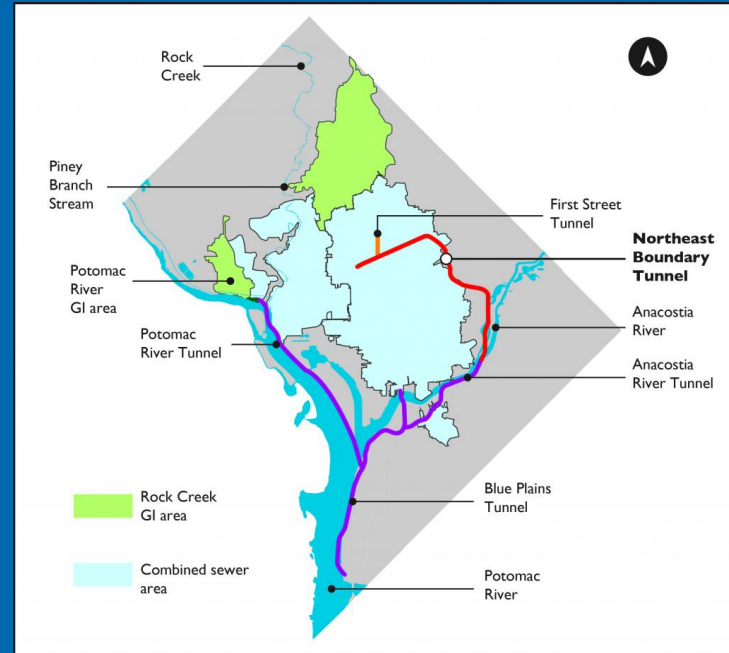 Rock
Creek
Piney
Branch
Stream
First Street
Tunnel
Northeast
Boundary
Tunnel
Potomac
River
GI area
Anacostia
River
Potomac
River Tunnel
Anacostia
River Tunnel
Rock Creek
GI area
Blue Plains
Tunnel
Combined sewer
area
Potomac
River